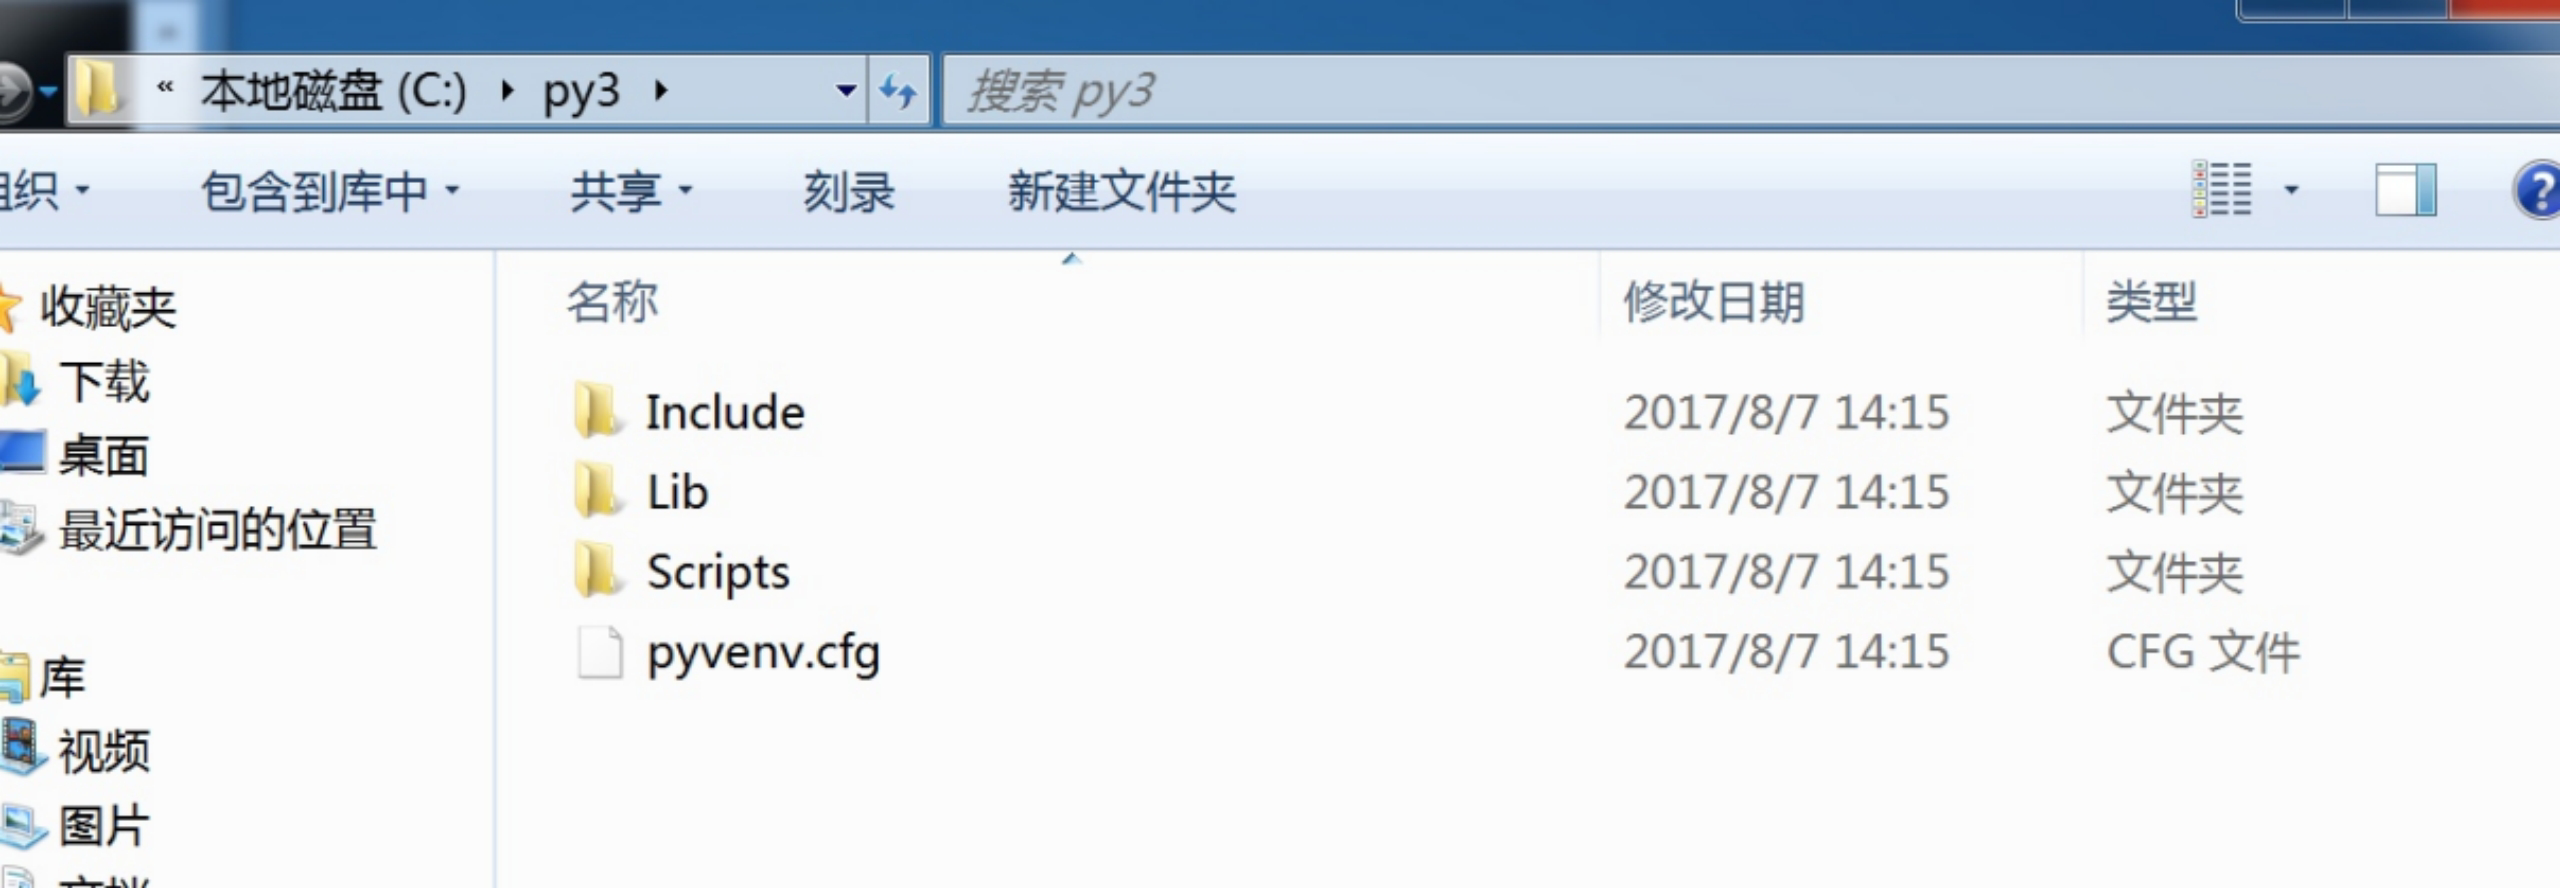 « 本地磁盘 (C:) ▸ py3 ▸ 搜索 py3
织 包含到库中 共享 刻录 新建文件夹
名称 修改日期 类型
收藏夹
下载
桌面
最近访问的位置
库
视频
图片
文档
Include 2017/8/7 14:15 文件夹
Lib 2017/8/7 14:15 文件夹
Scripts 2017/8/7 14:15 文件夹
pyvenv.cfg 2017/8/7 14:15 CFG 文件